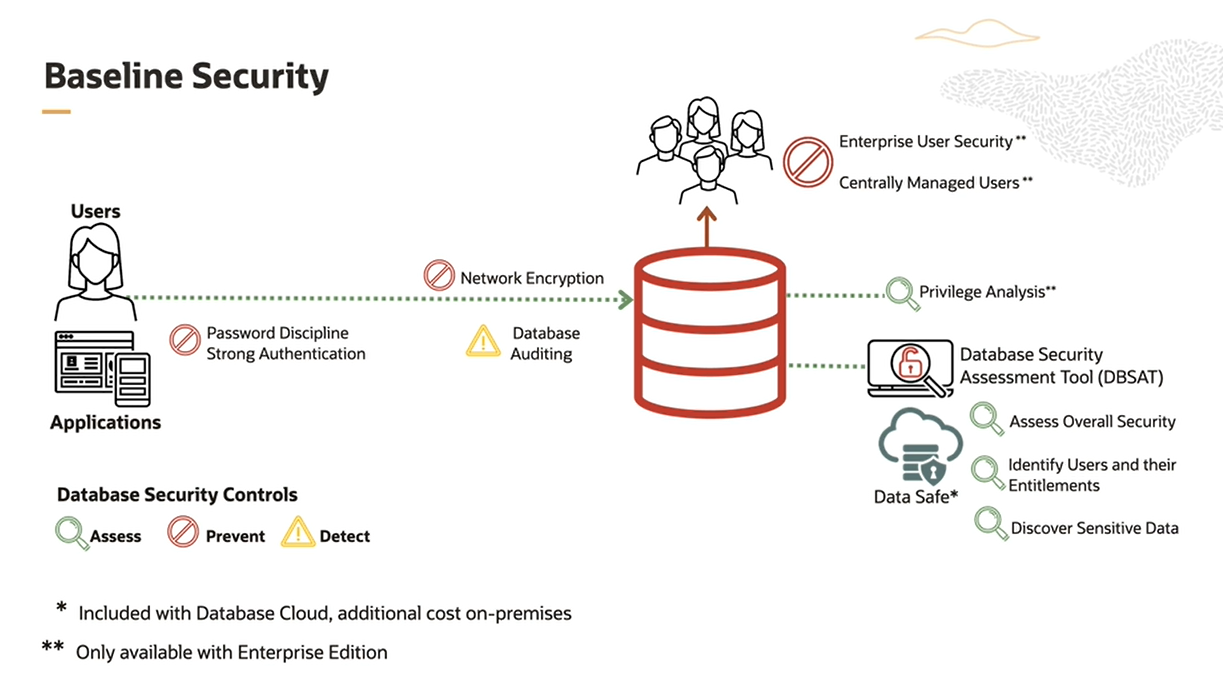 Baseline Security
Enterprise User Security **
Centrally Managed Users **
Users
Network Encryption
Password Discipline
Strong Authentication
Database
Auditing
Applications
Privilege Analysis**
Database Security
Assessment Tool (DBSAT)
Assess Overall Security
Identify Users and their
Entitlements
Data Safe*
Discover Sensitive Data
Database Security Controls
Assess
Prevent
Detect
* Included with Database Cloud, additional cost on-premises
** Only available with Enterprise Edition